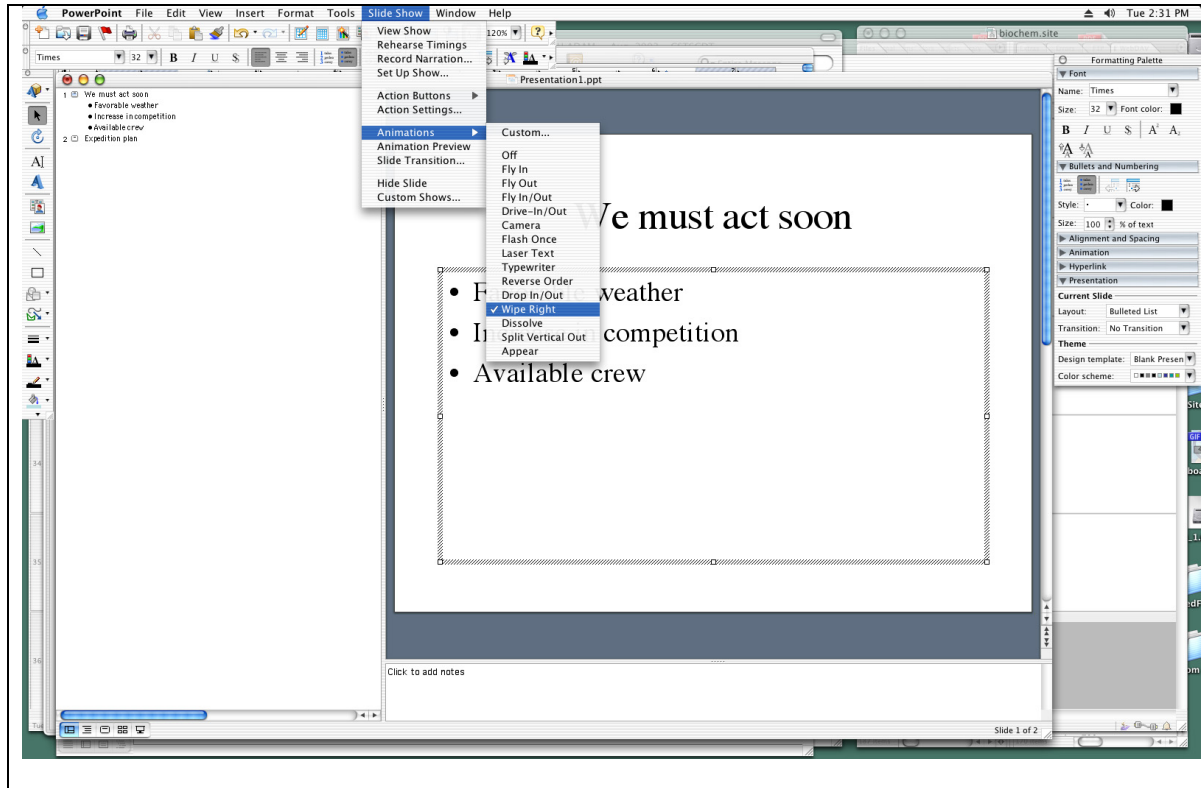 PowerPoint File Edit View Insert Format Tools Slide Show Window Help Tue 2:31 PM
120%
Times 32 B I U S
biochem.site
Presentation1.ppt
1 We must act soon
Favorable weather
Increase in competition
Available crew
2 Expedition plan
View Show
Rehearse Timings
Record Narration...
Set Up Show...
Action Buttons
Action Settings...
Animations
Animation Preview
Slide Transition...
Hide Slide
Custom Shows...
Custom...
Off
Fly In
Fly Out
Fly In/Out
Drive-In/Out
Camera
Flash Once
Laser Text
Typewriter
Reverse Order
Drop In/Out
✓ Wipe Right
Dissolve
Split Vertical Out
Appear
We must act soon
• weather
• competition
• Available crew
Click to add notes
Slide 1 of 2
Formatting Palette
Font
Name: Times
Size: 32 Font color:
B I U S A² A₂
Bullets and Numbering
Style: • Color:
Size: 100 % of text
Alignment and Spacing
Animation
Hyperlink
Presentation
Current Slide
Layout: Bulleted List
Transition: No Transition
Theme
Design template: Blank Presen
Color scheme:
GIF
34
35
36